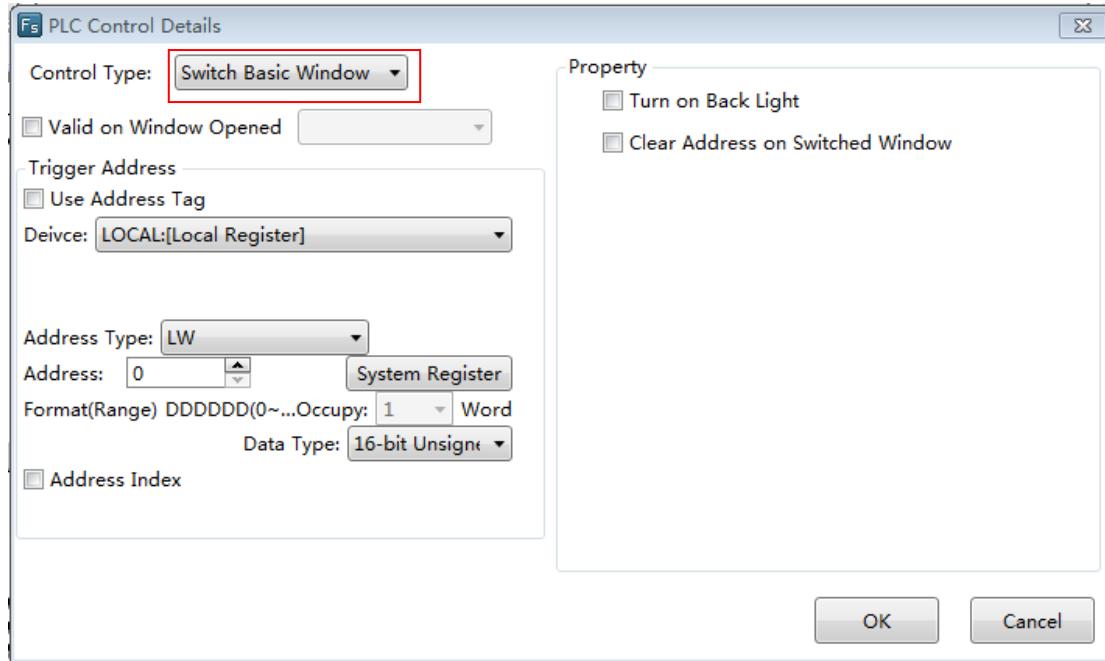 Fs PLC Control Details
Control Type: Switch Basic Window
Valid on Window Opened
Trigger Address
Use Address Tag
Deivce: LOCAL:[Local Register]
Address Type: LW
Address: 0 System Register
Format(Range) DDDDDD(0~...Occupy: 1 Word
Data Type: 16-bit Unsigne
Address Index
Property
Turn on Back Light
Clear Address on Switched Window
OK Cancel